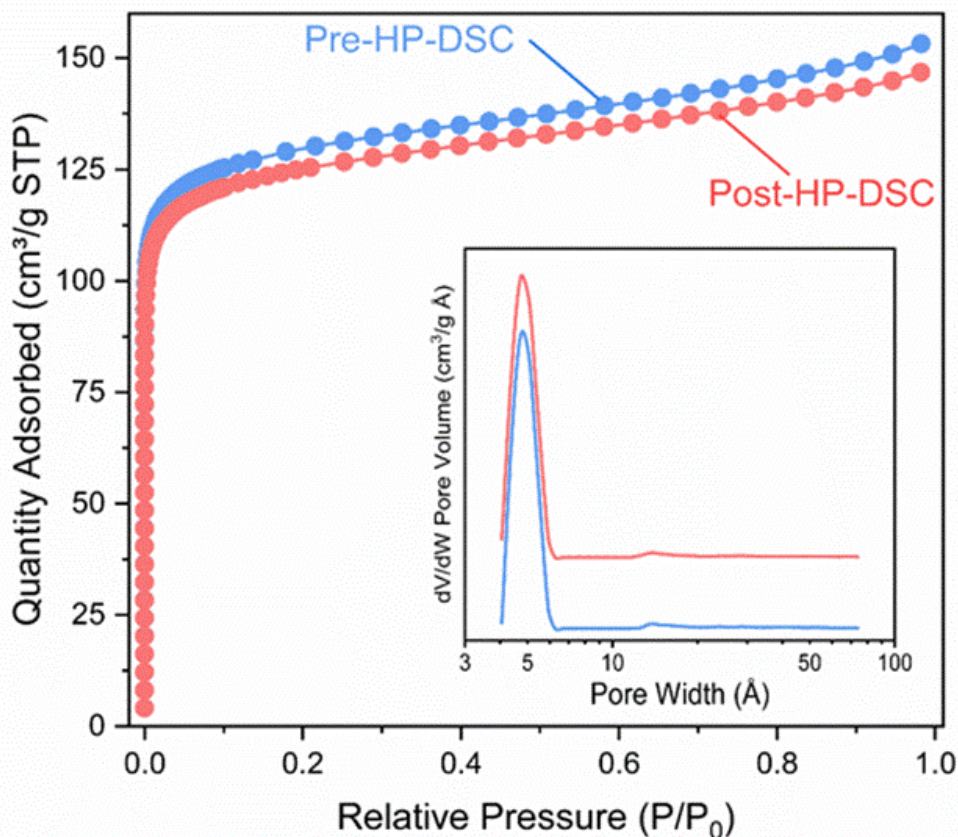 Quantity Adsorbed (cm³/g STP)
150
125
100
75
50
25
0
Pre-HP-DSC
Post-HP-DSC
dV/dW Pore Volume (cm³/g Å)
3 5 10 50 100
Pore Width (Å)
0.0 0.2 0.4 0.6 0.8 1.0
Relative Pressure (P/P₀)